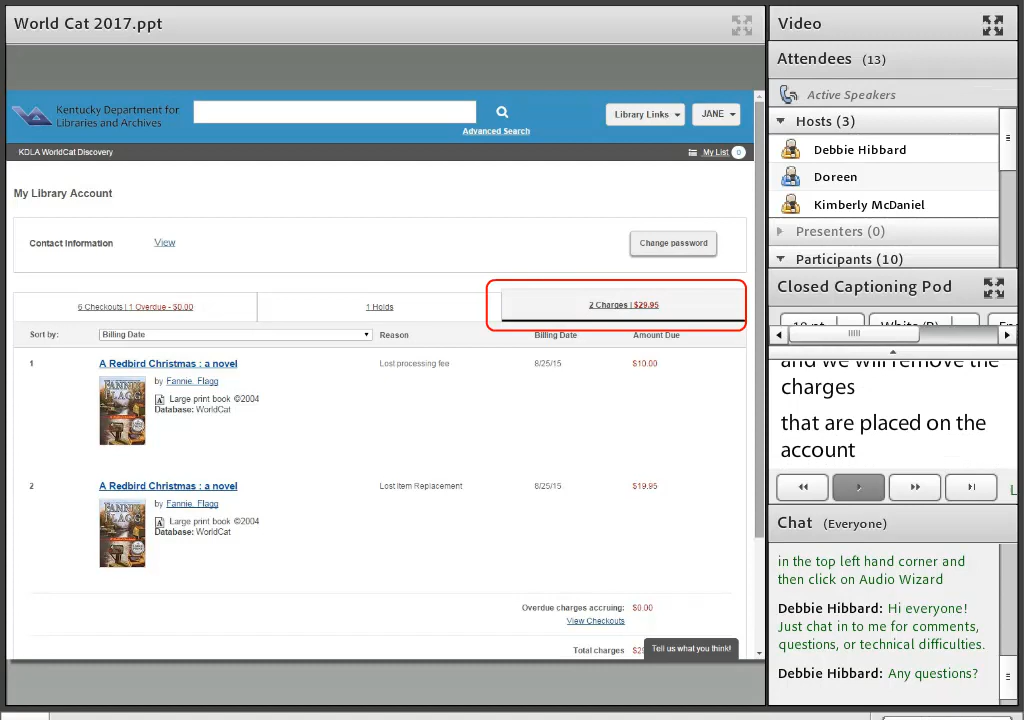 World Cat 2017.ppt
Kentucky Department for
Libraries and Archives
Advanced Search
Library Links
JANE
KDLA WorldCat Discovery
My List 0
My Library Account
Contact Information View
Change password
6 Checkouts | 1 Overdue - $0.00
1 Holds
2 Charges | $29.95
Sort by: Billing Date Reason Billing Date Amount Due
1 A Redbird Christmas : a novel Lost processing fee 8/25/15 $10.00
by Fannie. Flagg
Large print book ©2004
Database: WorldCat
2 A Redbird Christmas : a novel Lost Item Replacement 8/25/15 $19.95
by Fannie. Flagg
Large print book ©2004
Database: WorldCat
Overdue charges accruing: $0.00
View Checkouts
Total charges
Tell us what you think!
Video
Attendees (13)
Active Speakers
Hosts (3)
Debbie Hibbard
Doreen
Kimberly McDaniel
Presenters (0)
Participants (10)
Closed Captioning Pod
and we will remove the
charges
that are placed on the
account
Chat (Everyone)
in the top left hand corner and
then click on Audio Wizard
Debbie Hibbard: Hi everyone!
Just chat in to me for comments,
questions, or technical difficulties.
Debbie Hibbard: Any questions?